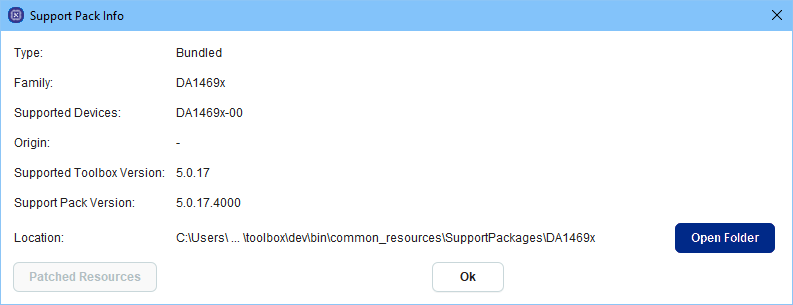 Support Pack Info
Type: Bundled
Family: DA1469x
Supported Devices: DA1469x-00
Origin: -
Supported Toolbox Version: 5.0.17
Support Pack Version: 5.0.17.4000
Location: C:\Users\ ... \toolbox\dev\bin\common_resources\SupportPackages\DA1469x Open Folder
Patched Resources Ok